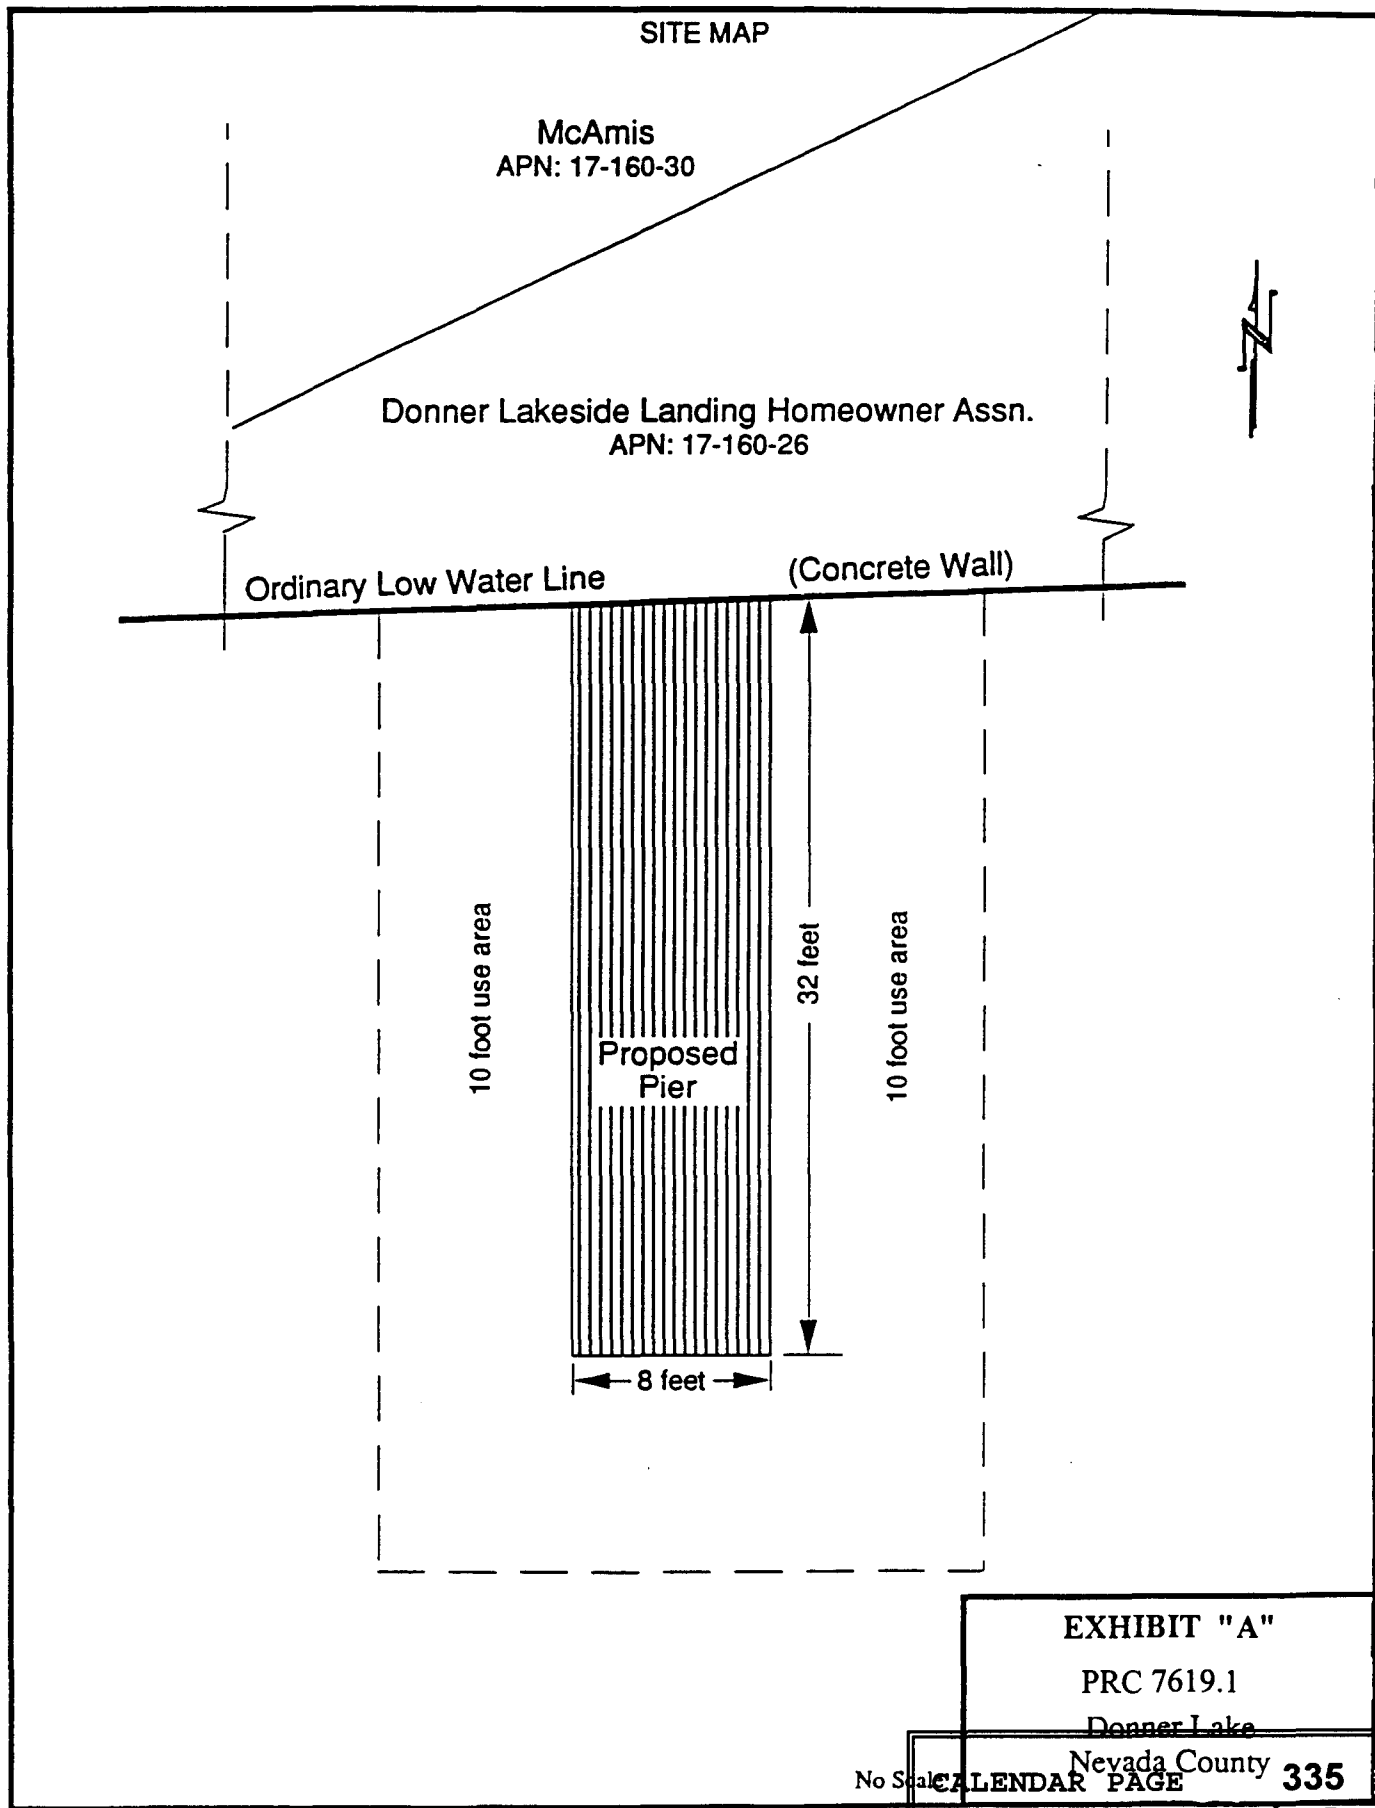 SITE MAP
McAmis
APN: 17-160-30
Donner Lakeside Landing Homeowner Assn.
APN: 17-160-26
Ordinary Low Water Line
(Concrete Wall)
10 foot use area
32 feet
10 foot use area
Proposed
Pier
8 feet
EXHIBIT "A"
PRC 7619.1
Donner Lake
Nevada County
No Scale
CALENDAR PAGE 335